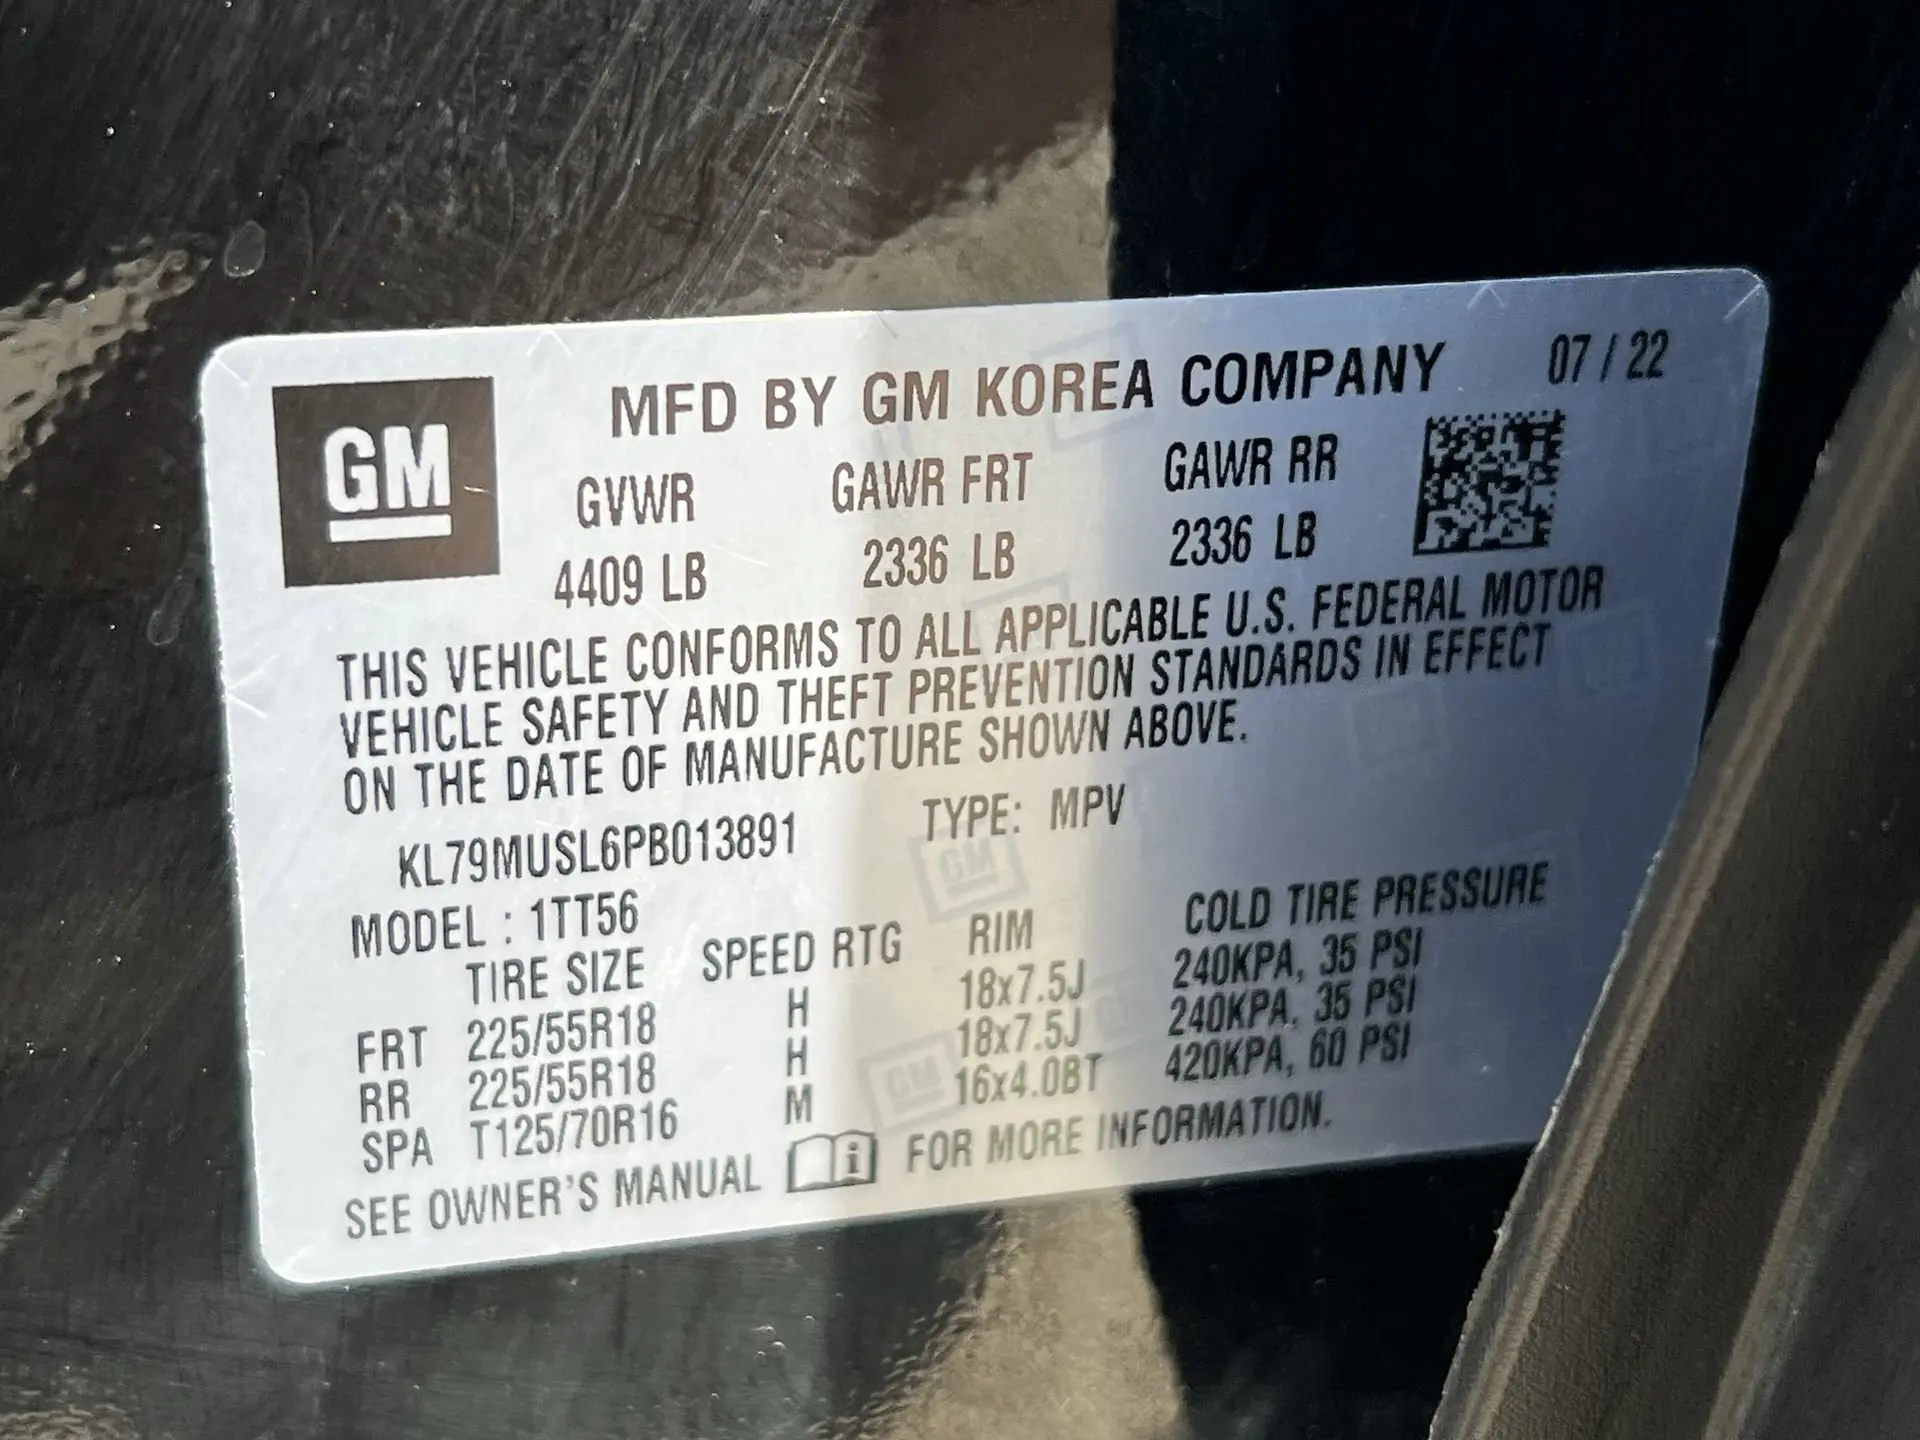 GM
MFD BY GM KOREA COMPANY 07 / 22
GVWR GAWR FRT GAWR RR
4409 LB 2336 LB 2336 LB
THIS VEHICLE CONFORMS TO ALL APPLICABLE U.S. FEDERAL MOTOR
VEHICLE SAFETY AND THEFT PREVENTION STANDARDS IN EFFECT
ON THE DATE OF MANUFACTURE SHOWN ABOVE.
KL79MUSL6PB013891 TYPE: MPV
MODEL : 1TT56
TIRE SIZE SPEED RTG RIM COLD TIRE PRESSURE
FRT 225/55R18 H 18x7.5J 240KPA, 35 PSI
RR 225/55R18 H 18x7.5J 240KPA, 35 PSI
SPA T125/70R16 M 16x4.0BT 420KPA, 60 PSI
SEE OWNER'S MANUAL i FOR MORE INFORMATION.